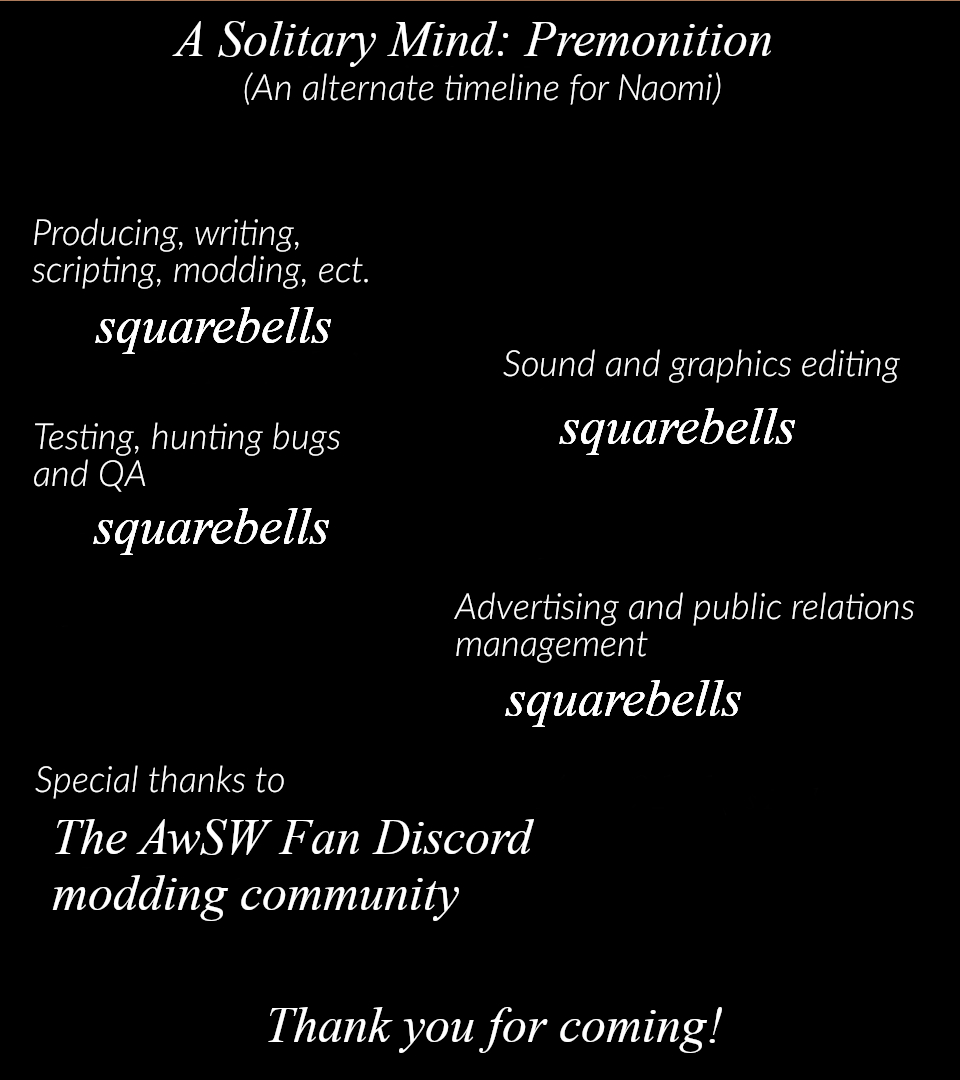 A Solitary Mind: Premonition
(An alternate timeline for Naomi)
Producing, writing,
scripting, modding, ect.
squarebells
Sound and graphics editing
squarebells
Testing, hunting bugs
and QA
squarebells
Advertising and public relations
management
squarebells
Special thanks to
The AwSW Fan Discord
modding community
Thank you for coming!